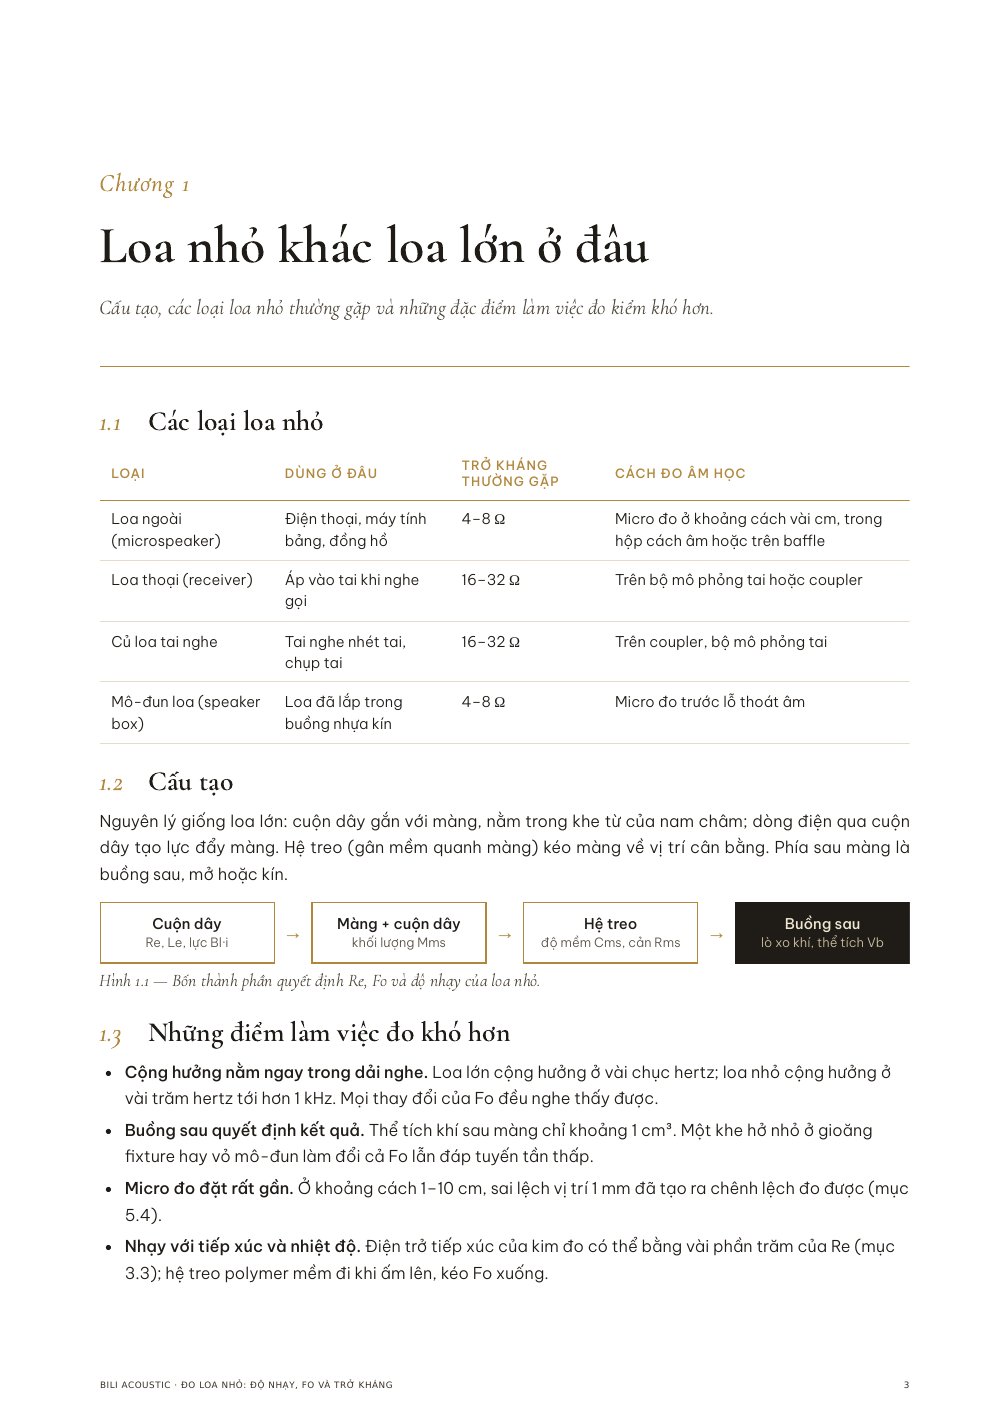 Chương 1
Loa nhỏ khác loa lớn ở đâu
Cấu tạo, các loại loa nhỏ thường gặp và những đặc điểm làm việc đo kiểm khó hơn.
1.1 Các loại loa nhỏ
LOẠI DÙNG Ở ĐÂU TRỞ KHÁNG THƯỜNG GẶP CÁCH ĐO ÂM HỌC
Loa ngoài (microspeaker) Điện thoại, máy tính bảng, đồng hồ 4–8 Ω Micro đo ở khoảng cách vài cm, trong hộp cách âm hoặc trên baffle
Loa thoại (receiver) Áp vào tai khi nghe gọi 16–32 Ω Trên bộ mô phỏng tai hoặc coupler
Củ loa tai nghe Tai nghe nhét tai, chụp tai 16–32 Ω Trên coupler, bộ mô phỏng tai
Mô-đun loa (speaker box) Loa đã lắp trong buồng nhựa kín 4–8 Ω Micro đo trước lỗ thoát âm
1.2 Cấu tạo
Nguyên lý giống loa lớn: cuộn dây gắn với màng, nằm trong khe từ của nam châm; dòng điện qua cuộn
dây tạo lực đẩy màng. Hệ treo (gân mềm quanh màng) kéo màng về vị trí cân bằng. Phía sau màng là
buồng sau, mở hoặc kín.
Cuộn dây → Màng + cuộn dây → Hệ treo → Buồng sau
Re, Le, lực Bl·i khối lượng Mms độ mềm Cms, cản Rms lò xo khí, thể tích Vb
Hình 1.1 — Bốn thành phần quyết định Re, Fo và độ nhạy của loa nhỏ.
1.3 Những điểm làm việc đo khó hơn
• Cộng hưởng nằm ngay trong dải nghe. Loa lớn cộng hưởng ở vài chục hertz; loa nhỏ cộng hưởng ở
vài trăm hertz tới hơn 1 kHz. Mọi thay đổi của Fo đều nghe thấy được.
• Buồng sau quyết định kết quả. Thể tích khí sau màng chỉ khoảng 1 cm³. Một khe hở nhỏ ở gioăng
fixture hay vỏ mô-đun làm đổi cả Fo lẫn đáp tuyến tần thấp.
• Micro đo đặt rất gần. Ở khoảng cách 1–10 cm, sai lệch vị trí 1 mm đã tạo ra chênh lệch đo được (mục
5.4).
• Nhạy với tiếp xúc và nhiệt độ. Điện trở tiếp xúc của kim đo có thể bằng vài phần trăm của Re (mục
3.3); hệ treo polymer mềm đi khi ấm lên, kéo Fo xuống.
BILI ACOUSTIC · ĐO LOA NHỎ: ĐỘ NHẠY, FO VÀ TRỞ KHÁNG 3